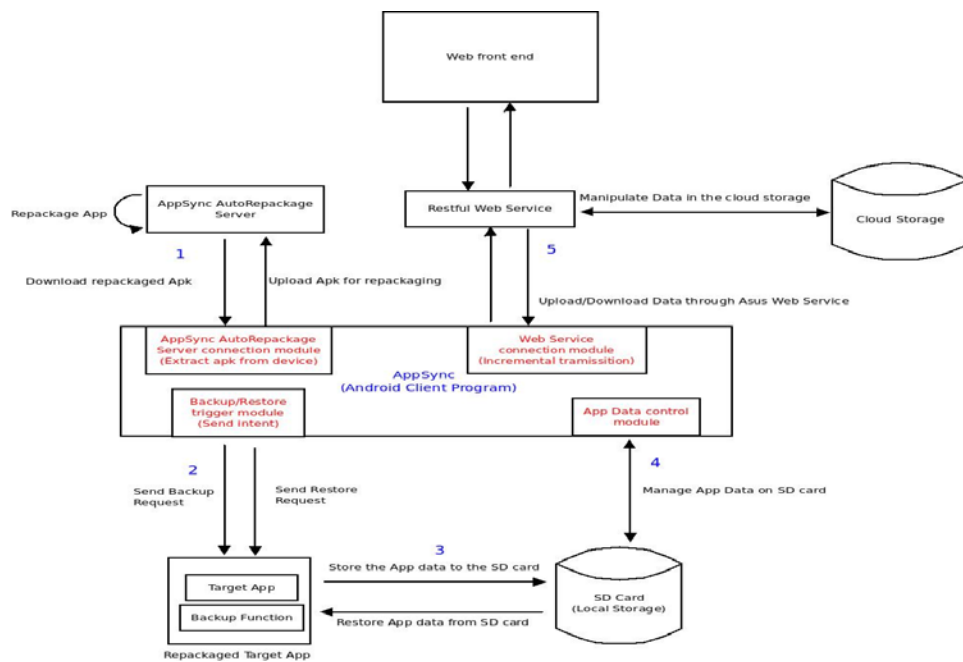 Web front end
AppSync AutoRepackage
Server
Repackage App
Restful Web Service
Manipulate Data in the cloud storage
Cloud Storage
1
5
Download repackaged Apk
Upload Apk for repackaging
Upload/Download Data through Asus Web Service
AppSync AutoRepackage
Server connection module
(Extract apk from device)
Web Service
connection module
(Incremental tramissition)
AppSync
(Android Client Program)
Backup/Restore
trigger module
(Send intent)
App Data control
module
2
Send Backup
Request
Send Restore
Request
4
Manage App Data on SD card
3
Store the App data to the SD card
Target App
Backup Function
Repackaged Target App
Restore App data from SD card
SD Card
(Local Storage)